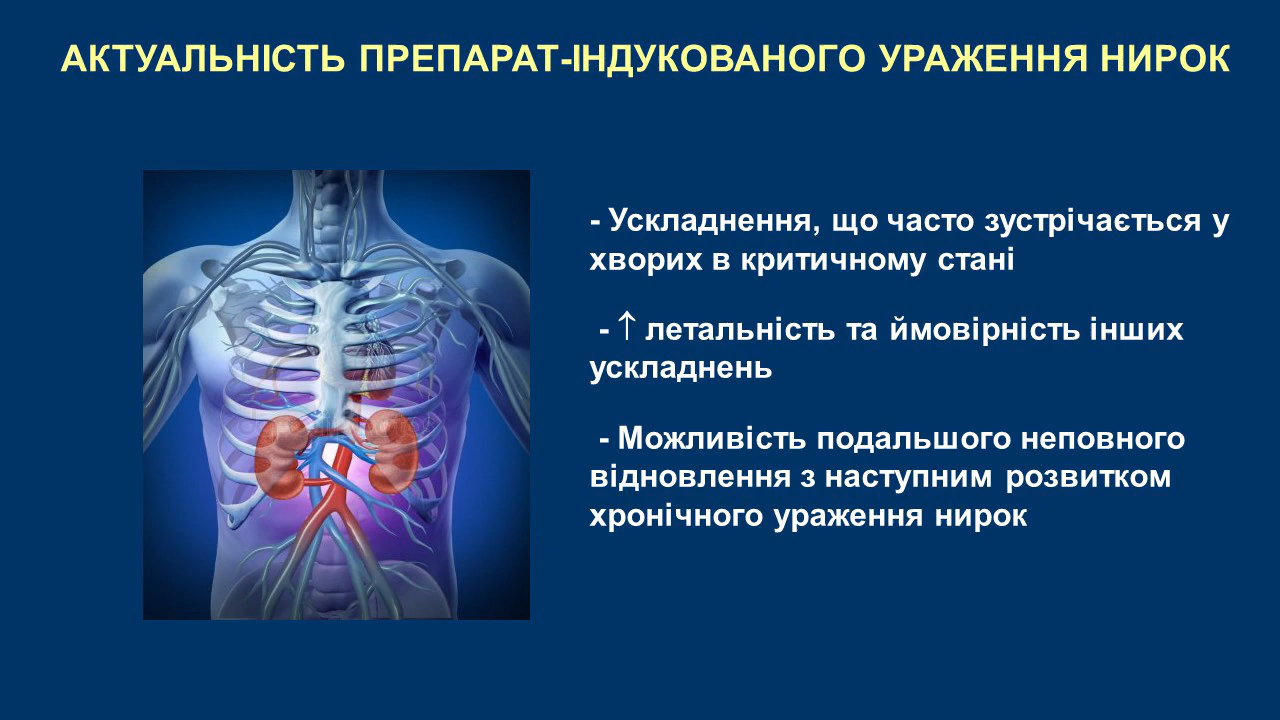 АКТУАЛЬНІСТЬ ПРЕПАРАТ-ІНДУКОВАНОГО УРАЖЕННЯ НИРОК
- Ускладнення, що часто зустрічається у
хворих в критичному стані
- ↑ летальність та ймовірність інших
ускладнень
- Можливість подальшого неповного
відновлення з наступним розвитком
хронічного ураження нирок